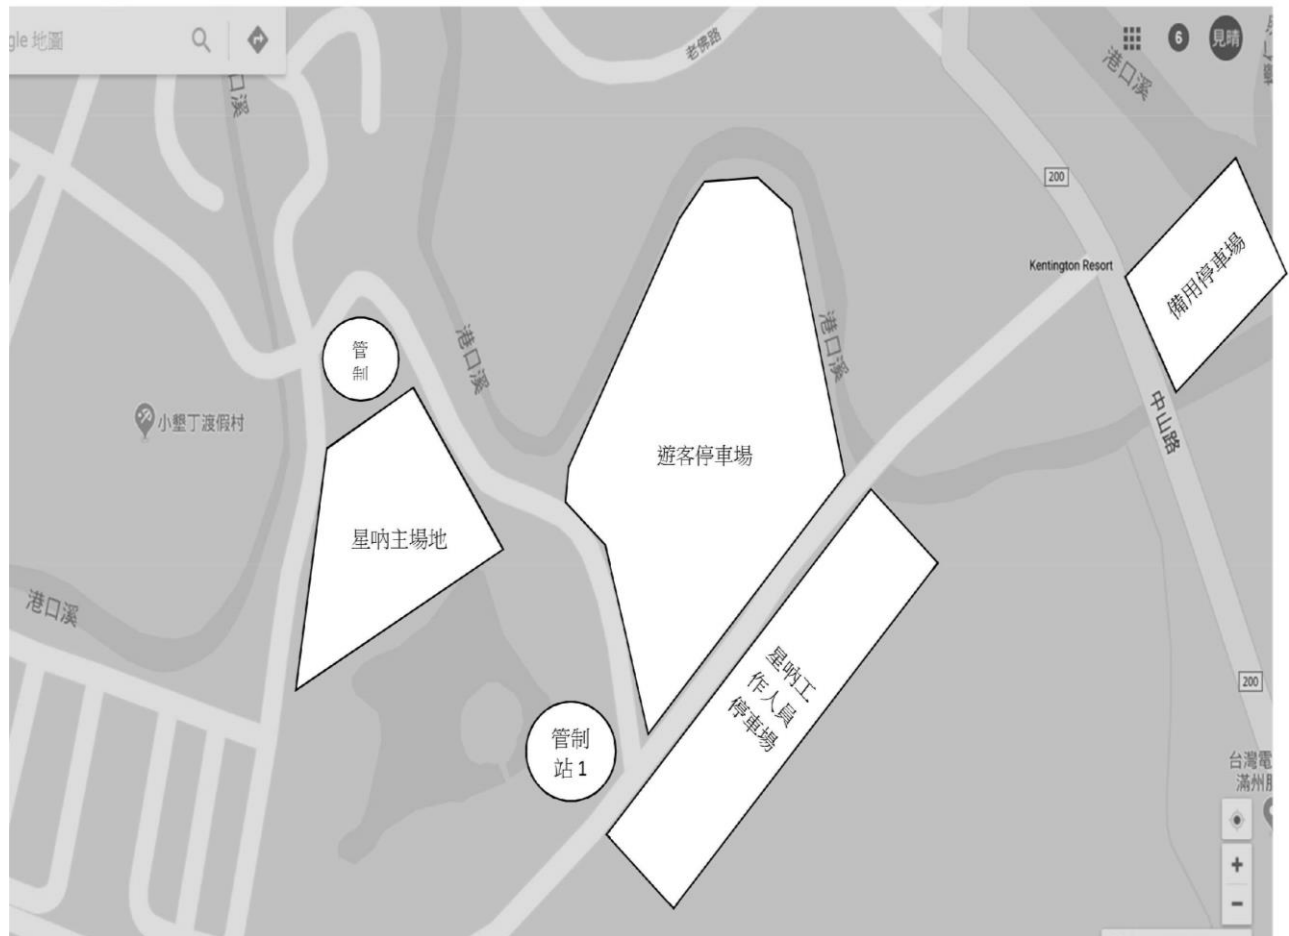 gle 地圖
老佛路
6
見晴
港口溪
港口溪
200
Kentington Resort
備用停車場
管
制
港口溪
港口溪
小墾丁渡假村
遊客停車場
中山路
星吶主場地
港口溪
星吶工
作人員
停車場
200
管制
站 1
台灣電
滿州服
+
−